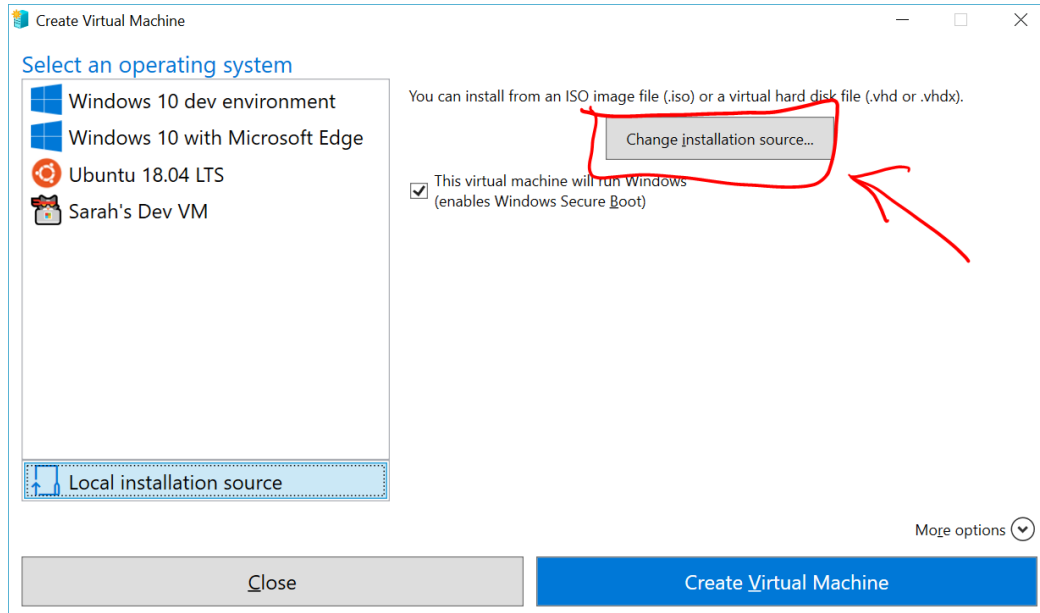 Create Virtual Machine
Select an operating system
Windows 10 dev environment
Windows 10 with Microsoft Edge
Ubuntu 18.04 LTS
Sarah's Dev VM
Local installation source
You can install from an ISO image file (.iso) or a virtual hard disk file (.vhd or .vhdx).
Change installation source...
This virtual machine will run Windows
(enables Windows Secure Boot)
More options
Close
Create Virtual Machine